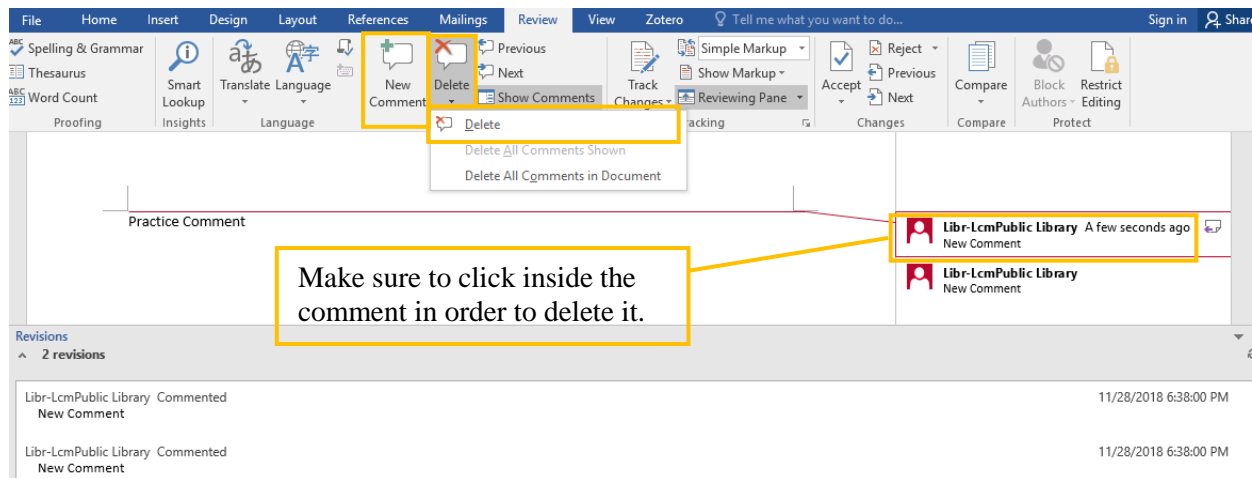 File Home Insert Design Layout References Mailings Review View Zotero Tell me what you want to do... Sign in Share
ABC Spelling & Grammar
Thesaurus
ABC 123 Word Count
Proofing
Smart Lookup
Insights
Translate Language
Language
New Comment
Delete
Previous
Next
Show Comments
Track Changes
Simple Markup
Show Markup
Reviewing Pane
acking
Accept
Reject
Previous
Next
Changes
Compare
Compare
Block Authors
Restrict Editing
Protect
Delete
Delete All Comments Shown
Delete All Comments in Document
Practice Comment
Libr-LcmPublic Library A few seconds ago
New Comment
Libr-LcmPublic Library
New Comment
Make sure to click inside the
comment in order to delete it.
Revisions
2 revisions
Libr-LcmPublic Library Commented 11/28/2018 6:38:00 PM
New Comment
Libr-LcmPublic Library Commented 11/28/2018 6:38:00 PM
New Comment